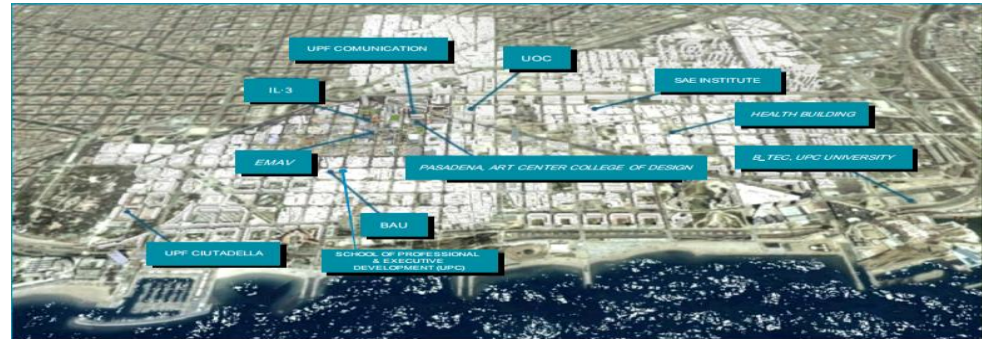 UPF COMUNICATION
UOC
SAE INSTITUTE
IL·3
HEALTH BUILDING
EMAV
PASADENA, ART CENTER COLLEGE OF DESIGN
B_TEC, UPC UNIVERSITY
BAU
UPF CIUTADELLA
SCHOOL OF PROFESSIONAL
& EXECUTIVE
DEVELOPMENT (UPC)